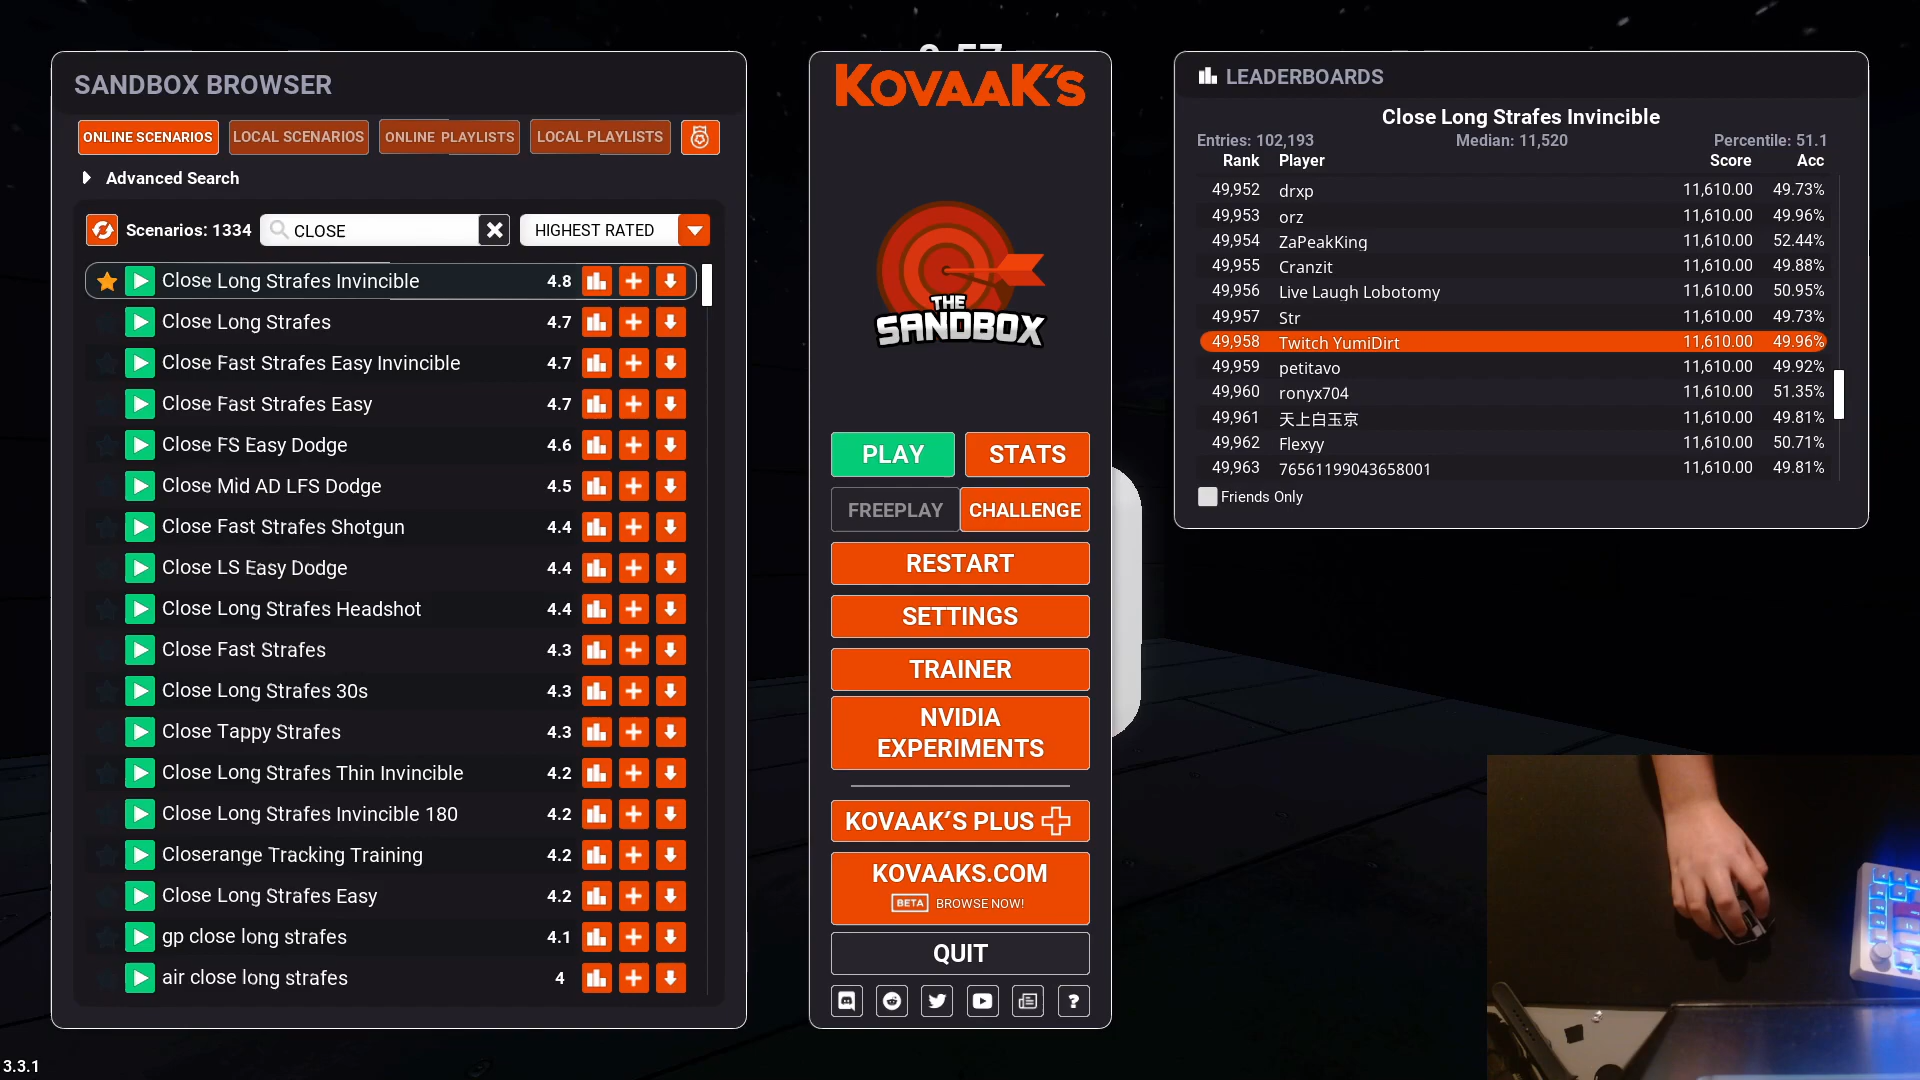 SANDBOX BROWSER
ONLINE SCENARIOS
LOCAL SCENARIOS
ONLINE PLAYLISTS
LOCAL PLAYLISTS
Advanced Search
Scenarios: 1334
CLOSE
HIGHEST RATED
Close Long Strafes Invincible 4.8
Close Long Strafes 4.7
Close Fast Strafes Easy Invincible 4.7
Close Fast Strafes Easy 4.7
Close FS Easy Dodge 4.6
Close Mid AD LFS Dodge 4.5
Close Fast Strafes Shotgun 4.4
Close LS Easy Dodge 4.4
Close Long Strafes Headshot 4.4
Close Fast Strafes 4.3
Close Long Strafes 30s 4.3
Close Tappy Strafes 4.3
Close Long Strafes Thin Invincible 4.2
Close Long Strafes Invincible 180 4.2
Closerange Tracking Training 4.2
Close Long Strafes Easy 4.2
gp close long strafes 4.1
air close long strafes 4
3.3.1
KOVAAK'S
THE
SANDBOX
PLAY
STATS
FREEPLAY
CHALLENGE
RESTART
SETTINGS
TRAINER
NVIDIA
EXPERIMENTS
KOVAAK'S PLUS
KOVAAKS.COM
BETA BROWSE NOW!
QUIT
?
LEADERBOARDS
Close Long Strafes Invincible
Entries: 102,193 Median: 11,520 Percentile: 51.1
Rank Player Score Acc
49,952 drxp 11,610.00 49.73%
49,953 orz 11,610.00 49.96%
49,954 ZaPeakKing 11,610.00 52.44%
49,955 Cranzit 11,610.00 49.88%
49,956 Live Laugh Lobotomy 11,610.00 50.95%
49,957 Str 11,610.00 49.73%
49,958 Twitch YumiDirt 11,610.00 49.96%
49,959 petitavo 11,610.00 49.92%
49,960 ronyx704 11,610.00 51.35%
49,961 天上白玉京 11,610.00 49.81%
49,962 Flexyy 11,610.00 50.71%
49,963 76561199043658001 11,610.00 49.81%
Friends Only